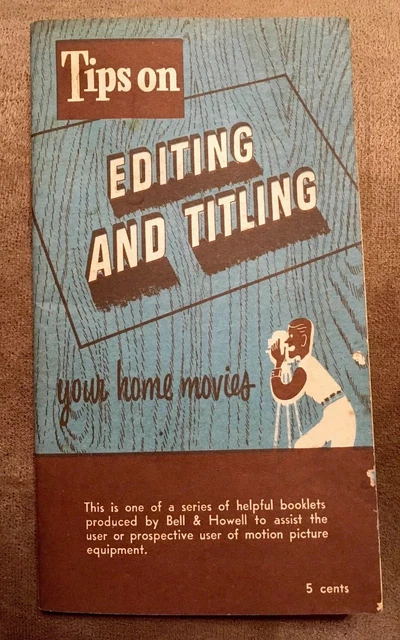 Tips on
EDITING
AND TITLING
your home movies
This is one of a series of helpful booklets
produced by Bell & Howell to assist the
user or prospective user of motion picture
equipment.
5 cents